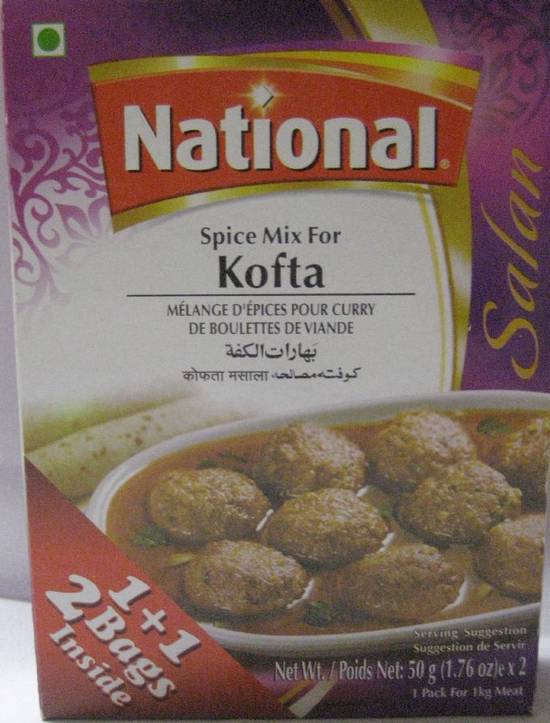 National®
Spice Mix For
Kofta
MÉLANGE D'ÉPICES POUR CURRY
DE BOULETTES DE VIANDE
بَهارات الكفة
कोफता मसाला کوفتہ مصالحہ
Salan
1+1
2 Bags
Inside
Serving Suggestion
Suggestion de Servir
Net Wt. / Poids Net: 50 g (1.76 oz)e x 2
1 Pack For 1kg Meat